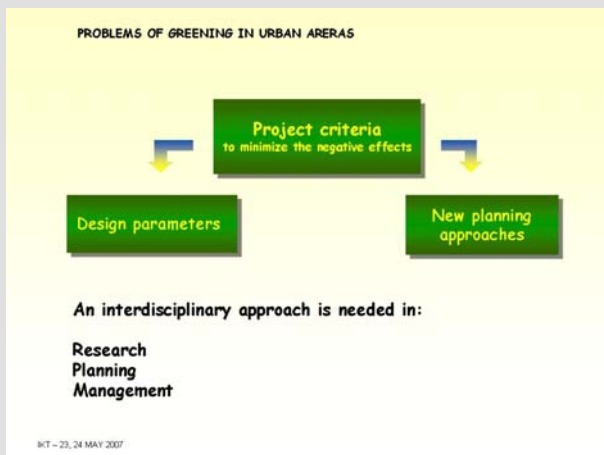 PROBLEMS OF GREENING IN URBAN ARERAS
Project criteria
to minimize the negative effects
Design parameters
New planning
approaches
An interdisciplinary approach is needed in:
Research
Planning
Management
IKT – 23, 24 MAY 2007